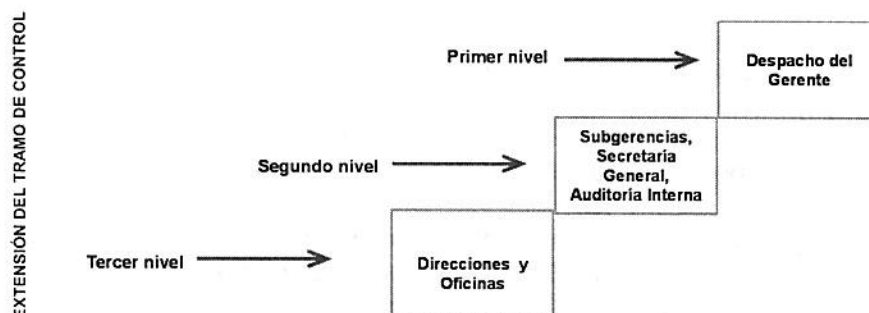 EXTENSIÓN DEL TRAMO DE CONTROL
Primer nivel
Despacho del
Gerente
Segundo nivel
Subgerencias,
Secretaria
General,
Auditoría Interna
Tercer nivel
Direcciones y
Oficinas